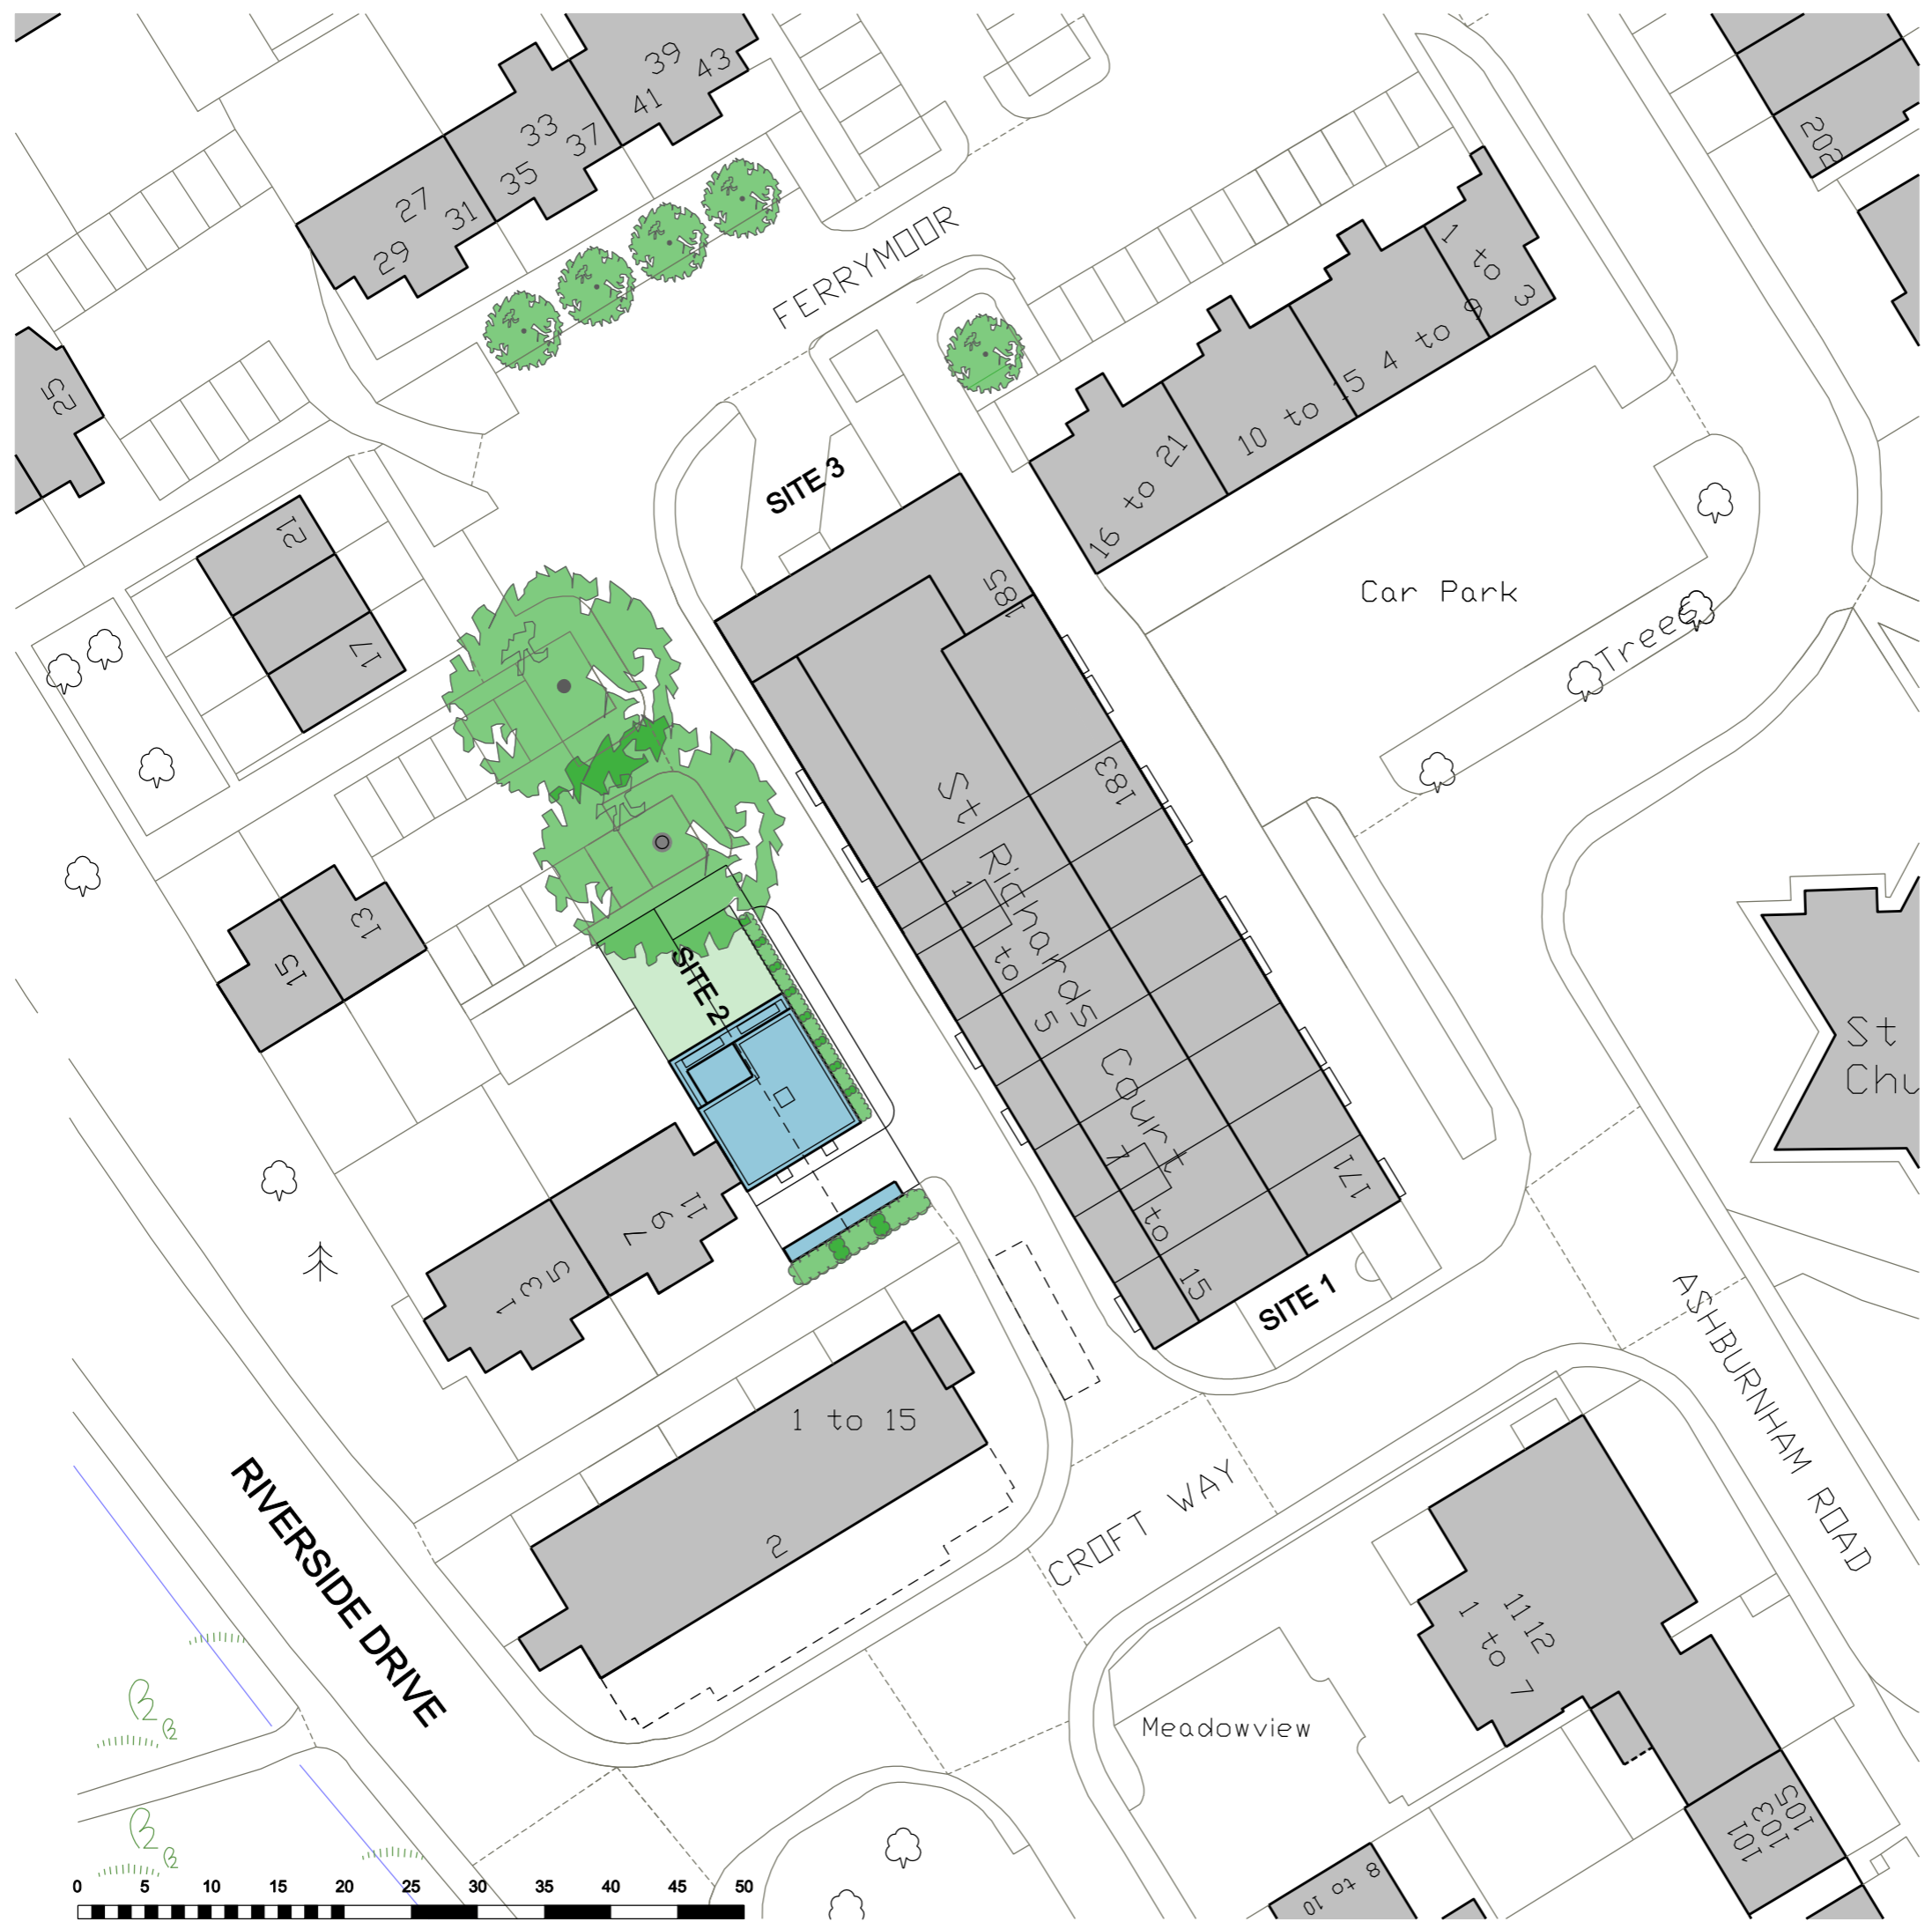 39
43
41
33
37
35
27
31
29
202
FERRYMOOR
1 to 3
4 to 9
10 to 15
16 to 21
25
SITE 3
21
17
185
Car Park
Trees
183
St Richards Court
1 to 5
7 to 15
171
SITE 2
13
15
St
Chu
11
9
7
5
3
1
SITE 1
ASHBURNHAM ROAD
1 to 15
2
CROFT WAY
RIVERSIDE DRIVE
1112
1 to 7
Meadowview
105
103
101
8 to 10
0 5 10 15 20 25 30 35 40 45 50